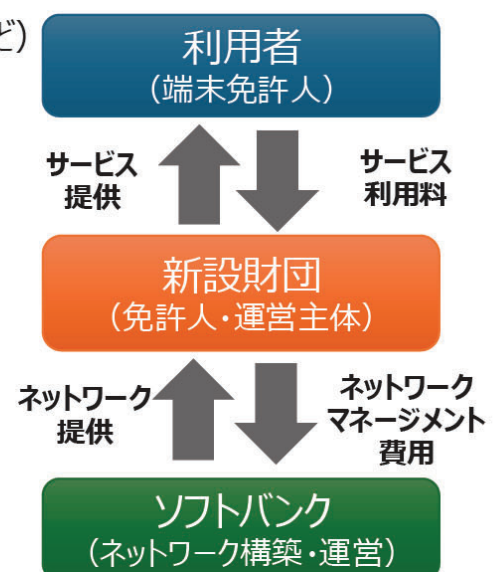 ど)
利用者
（端末免許人）
サービス
提供
サービス
利用料
新設財団
（免許人・運営主体）
ネットワーク
提供
ネットワーク
マネージメント
費用
ソフトバンク
（ネットワーク構築・運営）